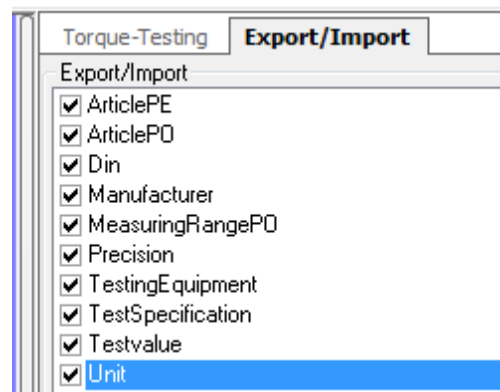 Torque-Testing Export/Import
Export/Import
ArticlePE
ArticlePO
Din
Manufacturer
MeasuringRangePO
Precision
TestingEquipment
TestSpecification
Testvalue
Unit